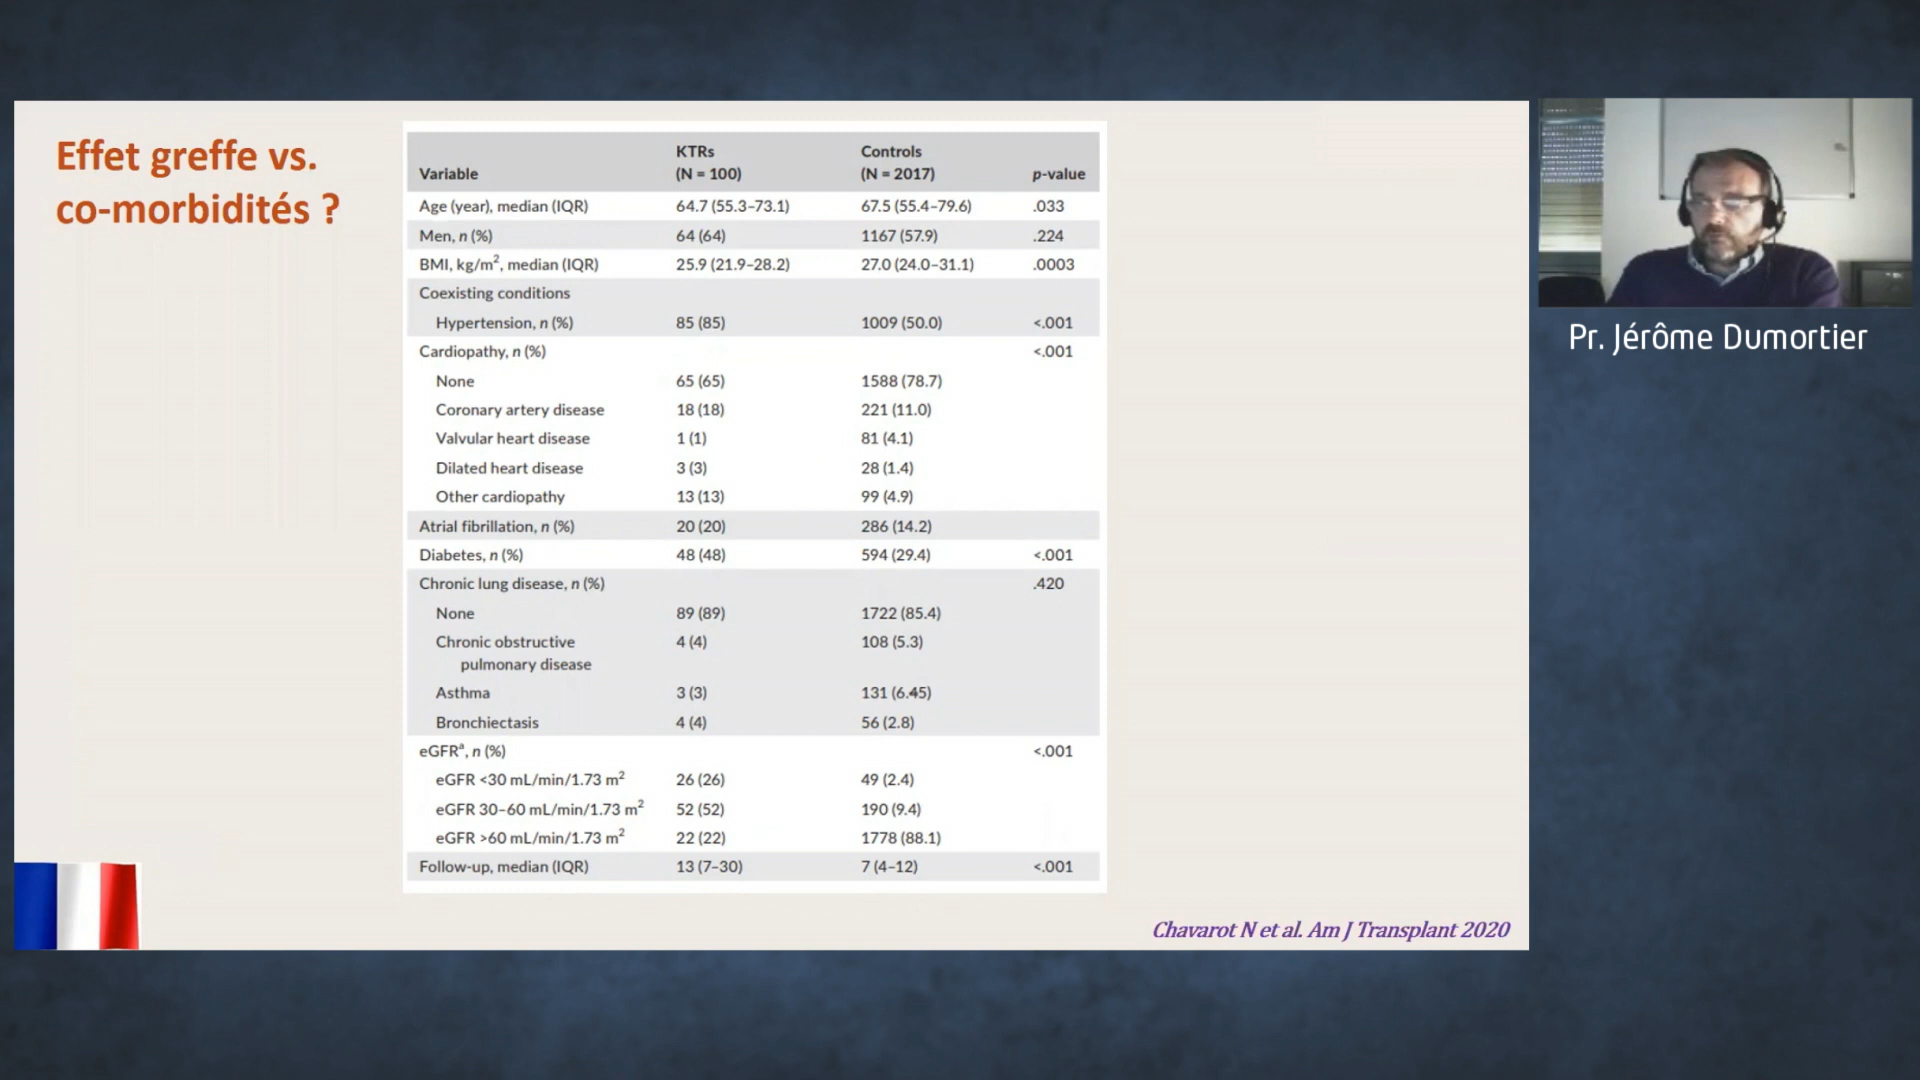 Effet greffe vs.
co-morbidités ?
Variable KTRs (N = 100) Controls (N = 2017) p-value
Age (year), median (IQR) 64.7 (55.3–73.1) 67.5 (55.4–79.6) .033
Men, n (%) 64 (64) 1167 (57.9) .224
BMI, kg/m², median (IQR) 25.9 (21.9–28.2) 27.0 (24.0–31.1) .0003
Coexisting conditions
Hypertension, n (%) 85 (85) 1009 (50.0) <.001
Cardiopathy, n (%) <.001
None 65 (65) 1588 (78.7)
Coronary artery disease 18 (18) 221 (11.0)
Valvular heart disease 1 (1) 81 (4.1)
Dilated heart disease 3 (3) 28 (1.4)
Other cardiopathy 13 (13) 99 (4.9)
Atrial fibrillation, n (%) 20 (20) 286 (14.2)
Diabetes, n (%) 48 (48) 594 (29.4) <.001
Chronic lung disease, n (%) .420
None 89 (89) 1722 (85.4)
Chronic obstructive 4 (4) 108 (5.3)
pulmonary disease
Asthma 3 (3) 131 (6.45)
Bronchiectasis 4 (4) 56 (2.8)
eGFRᵃ, n (%) <.001
eGFR <30 mL/min/1.73 m² 26 (26) 49 (2.4)
eGFR 30–60 mL/min/1.73 m² 52 (52) 190 (9.4)
eGFR >60 mL/min/1.73 m² 22 (22) 1778 (88.1)
Follow-up, median (IQR) 13 (7–30) 7 (4–12) <.001
Chavarot N et al. Am J Transplant 2020
Pr. Jérôme Dumortier